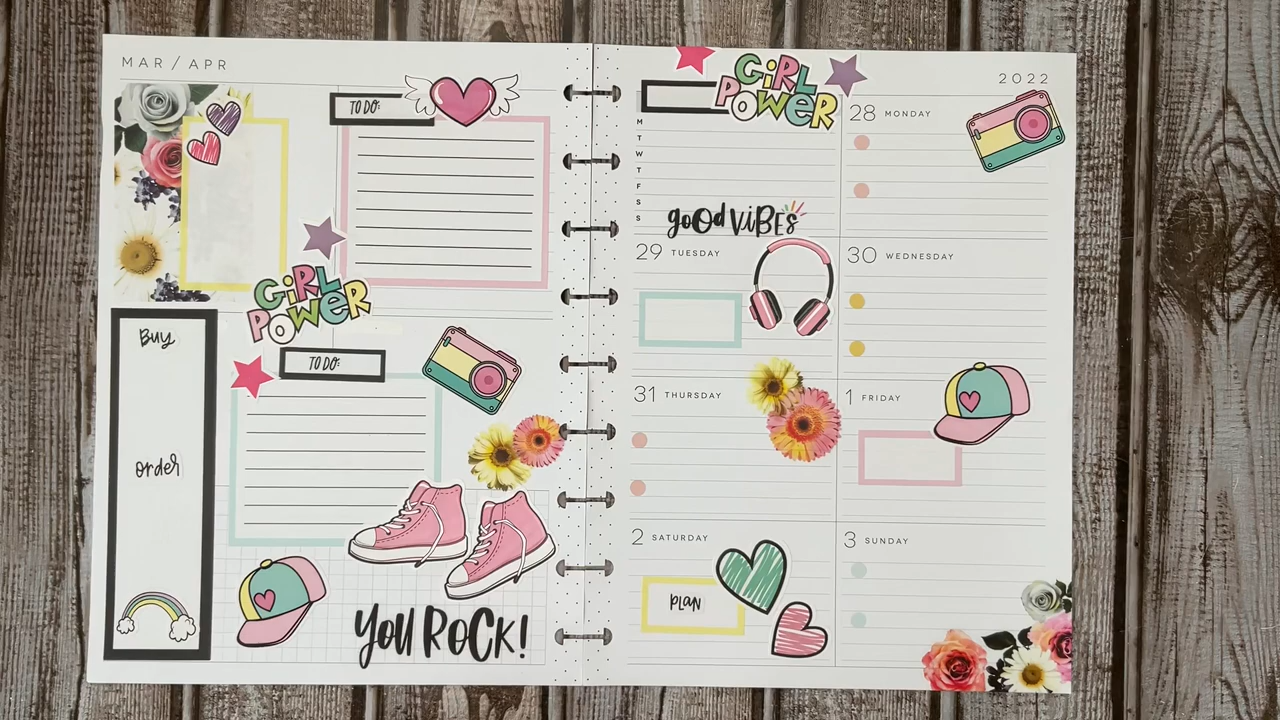 MAR / APR
TO DO:
GiRL
POWER
TO DO:
Buy
order
YOU ROCK!
2022
GiRL
POWER
M
T
W
T
F
S
S
good ViBES
28 MONDAY
29 TUESDAY
30 WEDNESDAY
31 THURSDAY
1 FRIDAY
2 SATURDAY
PLAN
3 SUNDAY